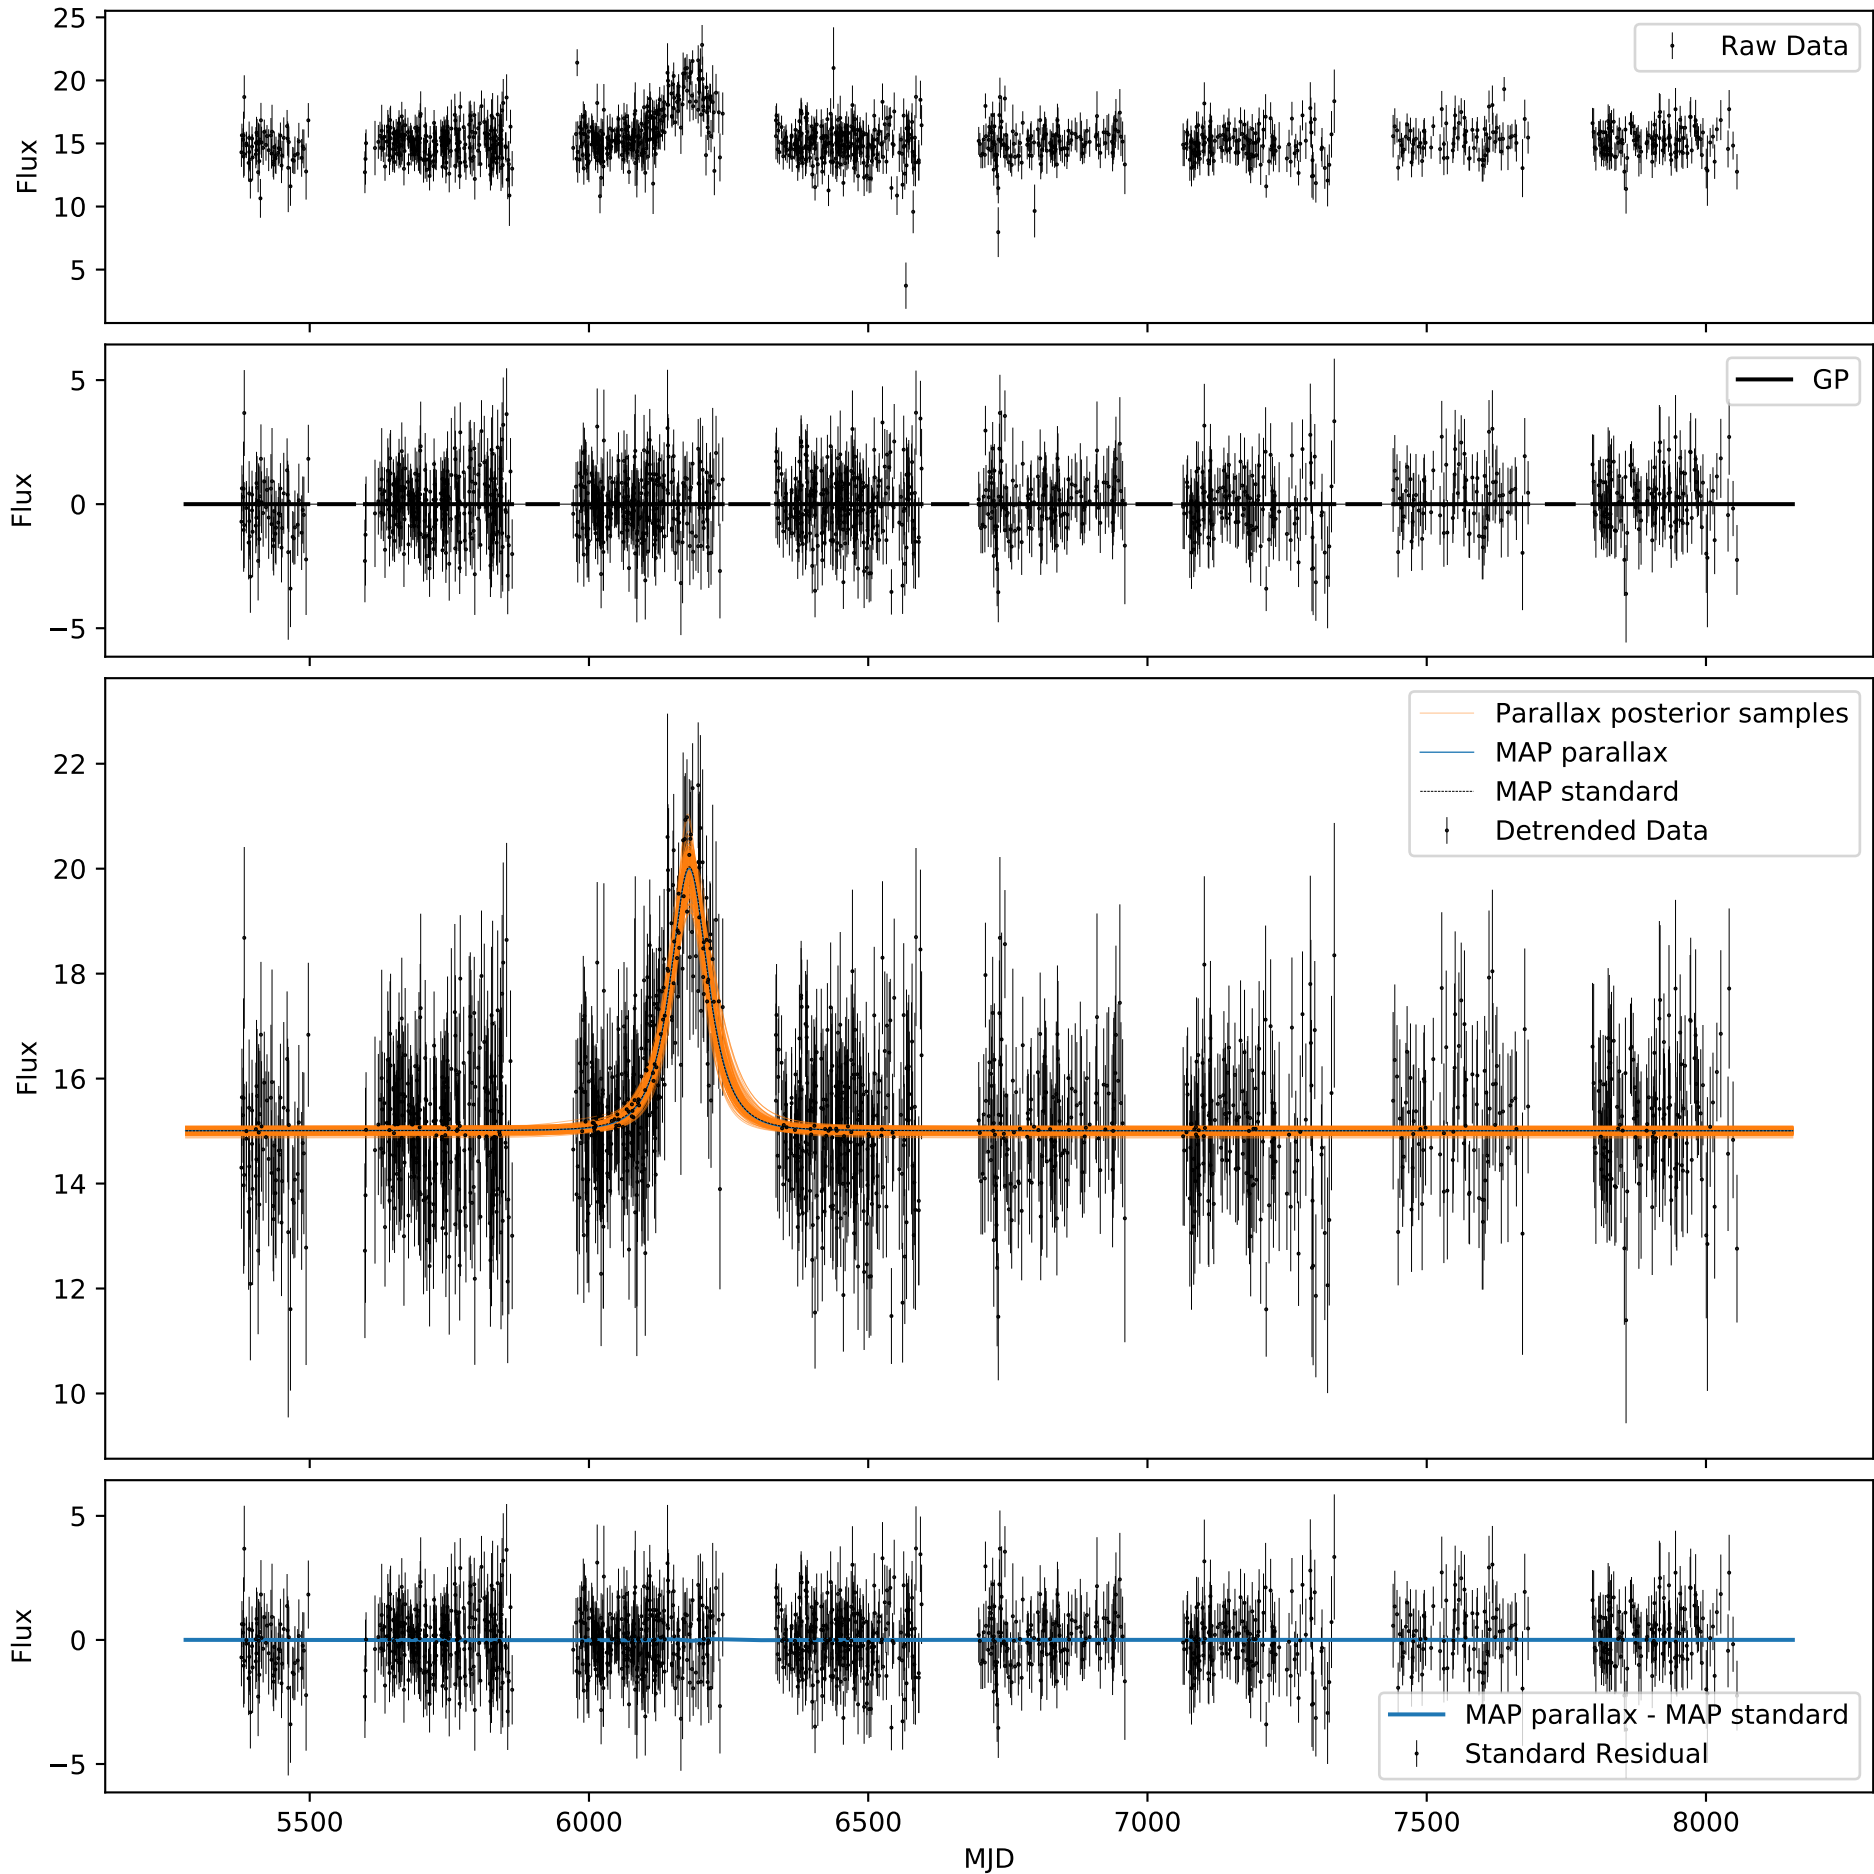 25
20
15
10
5
Flux
Raw Data
5
0
−5
Flux
GP
22
20
18
16
14
12
10
Flux
Parallax posterior samples
MAP parallax
MAP standard
Detrended Data
5
0
−5
Flux
MAP parallax - MAP standard
Standard Residual
5500 6000 6500 7000 7500 8000
MJD